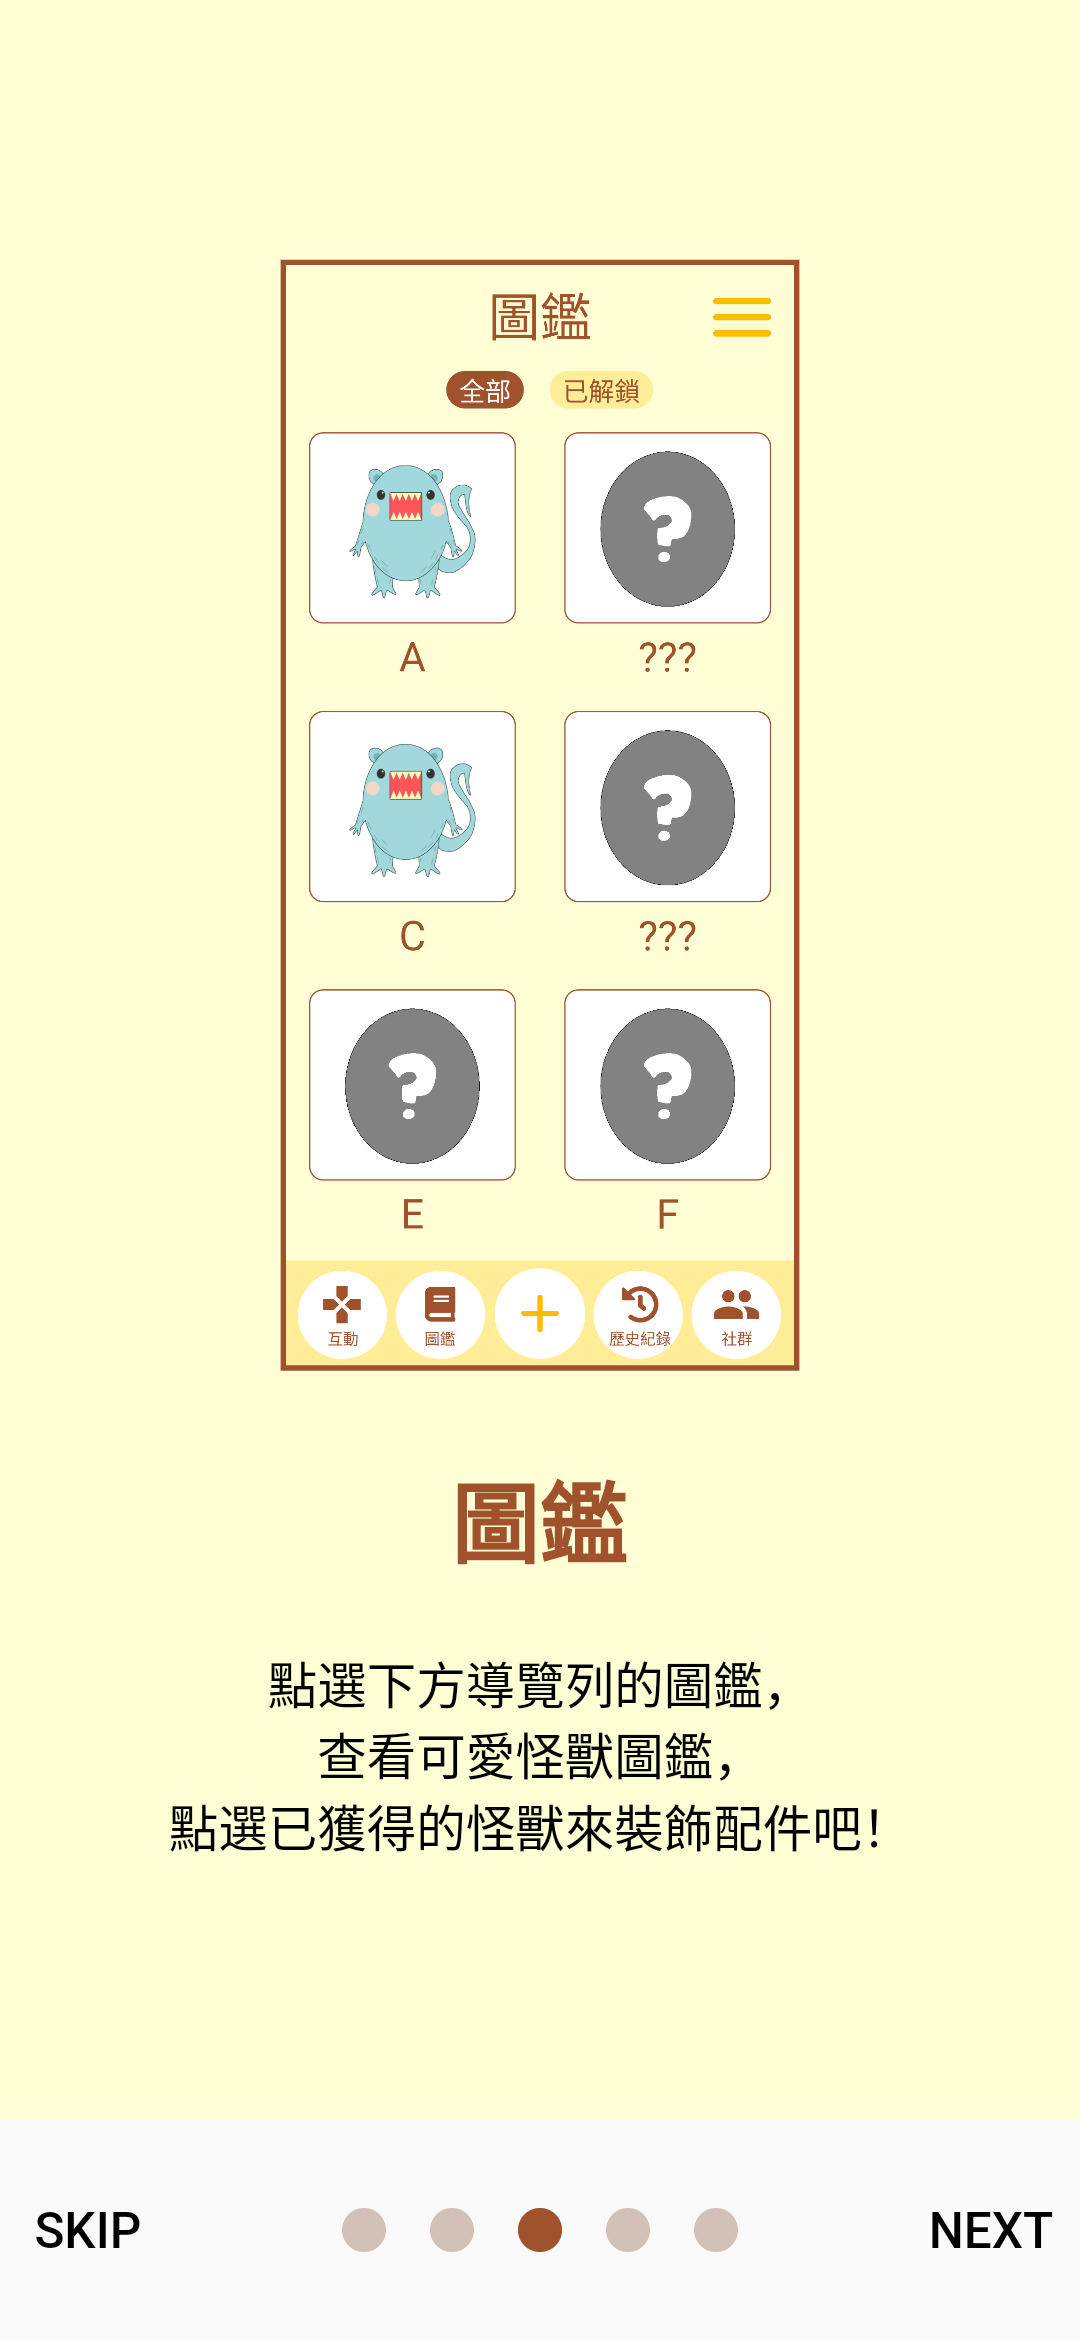 圖鑑
全部 已解鎖
?
?
A ???
?
C ???
? ?
E F
互動 圖鑑 歷史紀錄 社群
圖鑑
點選下方導覽列的圖鑑，
查看可愛怪獸圖鑑，
點選已獲得的怪獸來裝飾配件吧！
SKIP NEXT